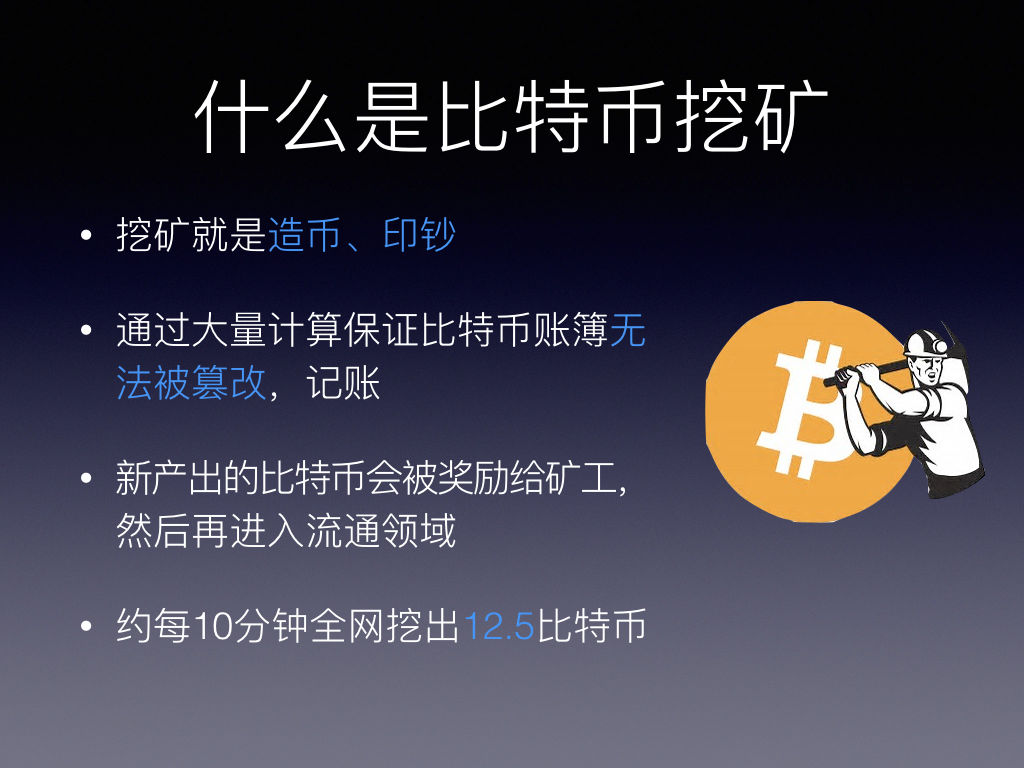 什么是比特币挖矿
• 挖矿就是造币、印钞
• 通过大量计算保证比特币账簿无
法被篡改，记账
• 新产出的比特币会被奖励给矿工，
然后再进入流通领域
• 约每10分钟全网挖出12.5比特币